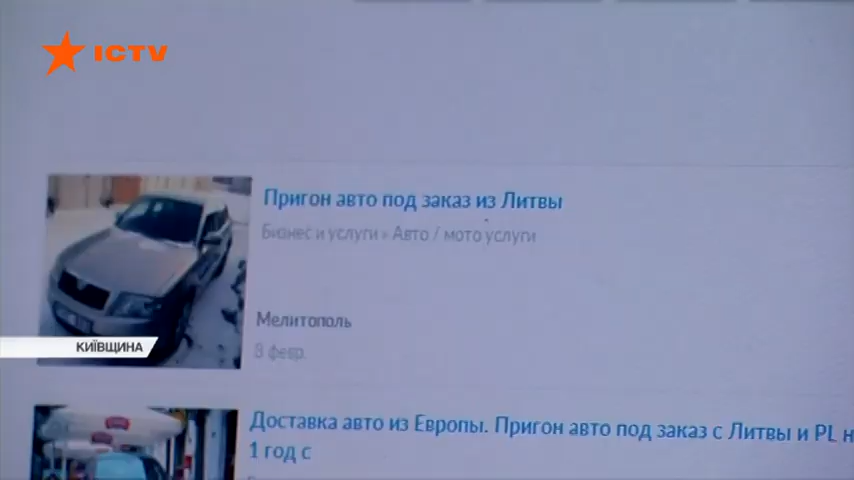 ICTV
Пригон авто под заказ из Литвы
Бизнес и услуги » Авто / мото услуги
Мелитополь
8 февр.
КИЇВЩИНА
Доставка авто из Европы. Пригон авто под заказ с Литвы и PL н
1 год с